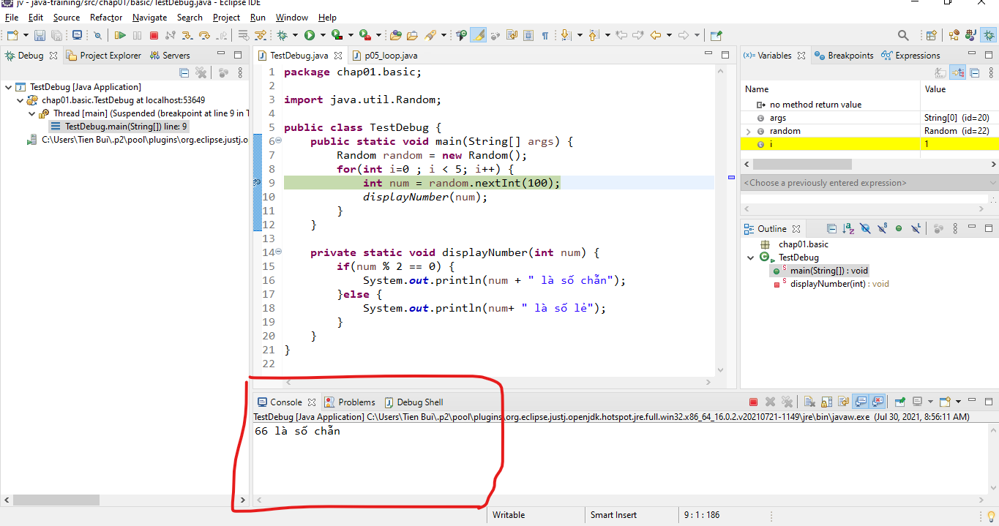 jv - java-training/src/chap01/basic/TestDebug.java - Eclipse IDE
File Edit Source Refactor Navigate Search Project Run Window Help
Debug Project Explorer Servers
TestDebug [Java Application]
chap01.basic.TestDebug at localhost:53649
Thread [main] (Suspended (breakpoint at line 9 in T
TestDebug.main(String[]) line: 9
C:\Users\Tien Bui\.p2\pool\plugins\org.eclipse.justj.o
TestDebug.java p05_loop.java
1 package chap01.basic;
2
3 import java.util.Random;
4
5 public class TestDebug {
6 public static void main(String[] args) {
7 Random random = new Random();
8 for(int i=0 ; i < 5; i++) {
9 int num = random.nextInt(100);
10 displayNumber(num);
11 }
12 }
13
14 private static void displayNumber(int num) {
15 if(num % 2 == 0) {
16 System.out.println(num + " là số chẵn");
17 }else {
18 System.out.println(num+ " là số lẻ");
19 }
20 }
21 }
22
(x)= Variables Breakpoints Expressions
Name Value
no method return value
args String[0] (id=20)
random Random (id=22)
i 1
<Choose a previously entered expression>
Outline
chap01.basic
TestDebug
main(String[]) : void
displayNumber(int) : void
Console Problems Debug Shell
TestDebug [Java Application] C:\Users\Tien Bui\.p2\pool\plugins\org.eclipse.justj.openjdk.hotspot.jre.full.win32.x86_64_16.0.2.v20210721-1149\jre\bin\javaw.exe (Jul 30, 2021, 8:56:11 AM)
66 là số chẵn
Writable Smart Insert 9 : 1 : 186